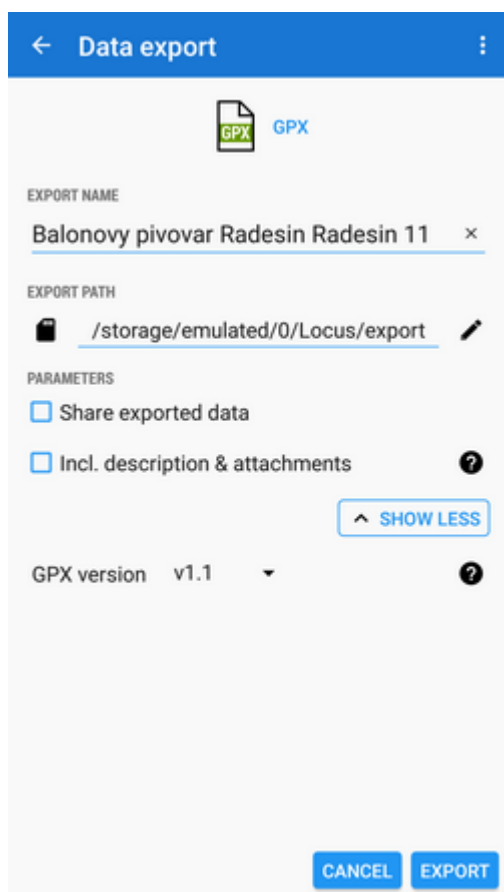 Data export
GPX GPX
EXPORT NAME
Balonovy pivovar Radesin Radesin 11
EXPORT PATH
/storage/emulated/0/Locus/export
PARAMETERS
Share exported data
Incl. description & attachments
SHOW LESS
GPX version v1.1
CANCEL EXPORT